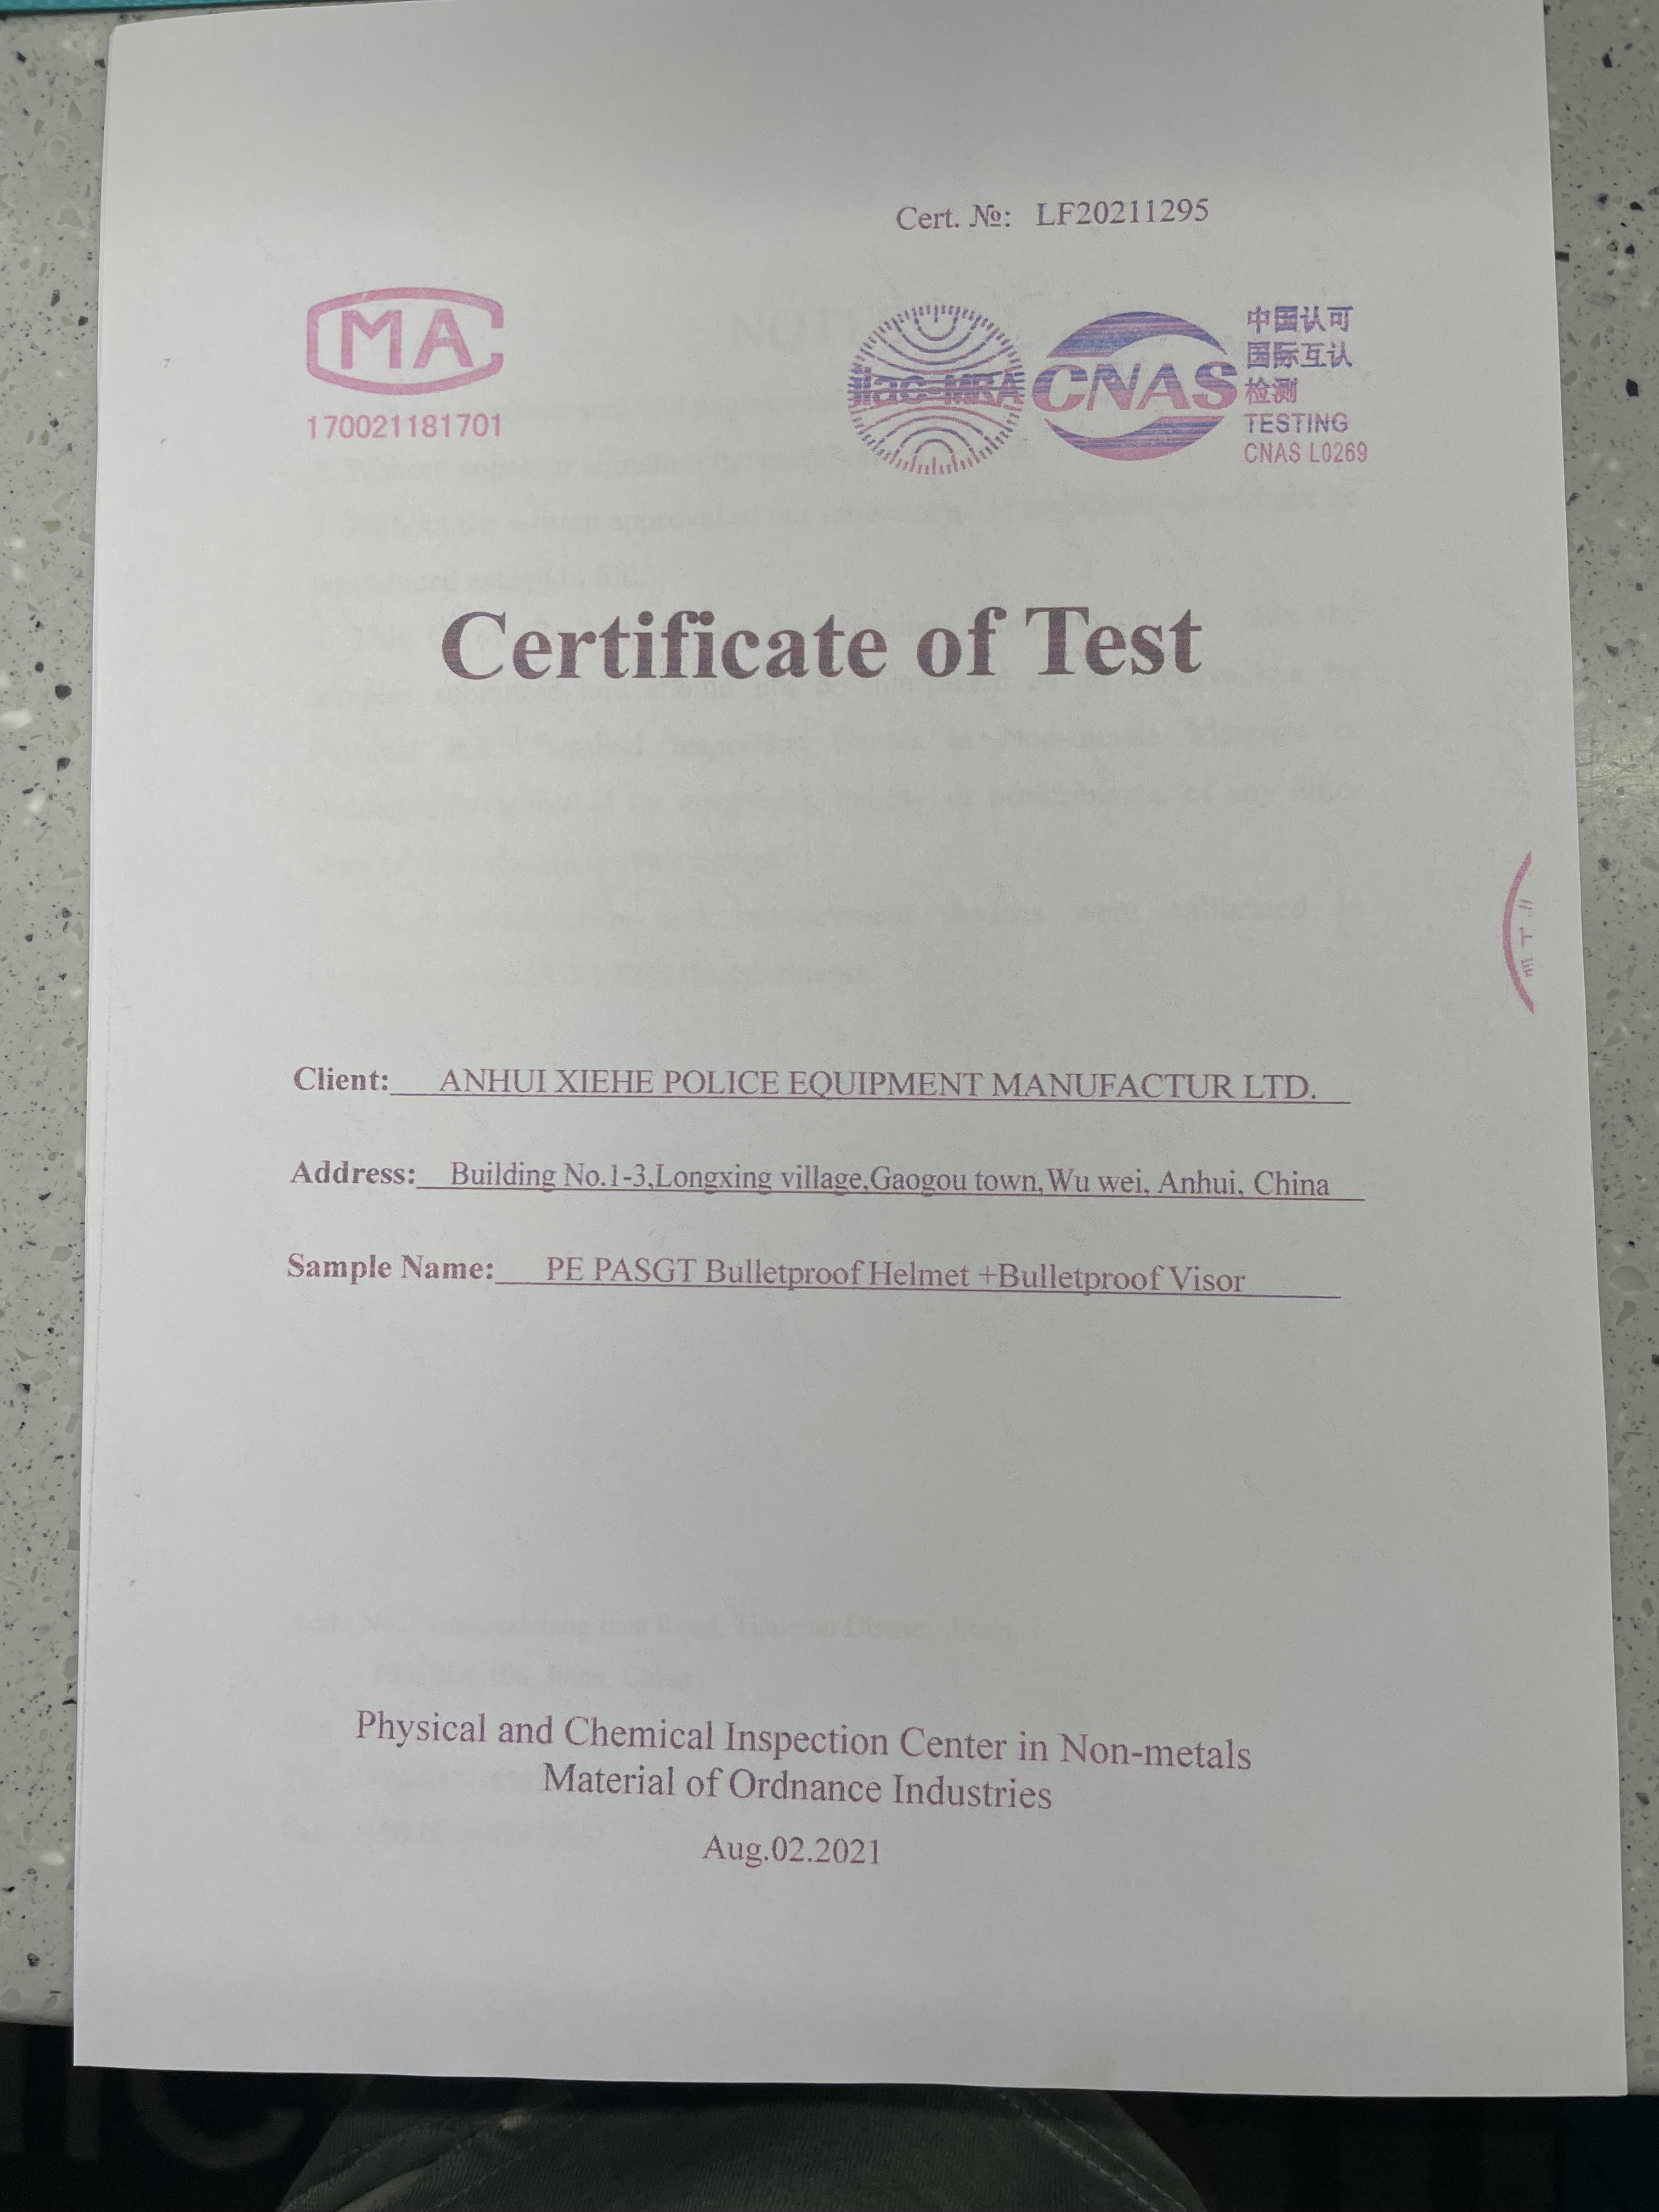 Cert. №: LF20211295
MA
170021181701
ilac-MRA
CNAS
中国认可
国际互认
检测
TESTING
CNAS L0269
Certificate of Test
Client: ANHUI XIEHE POLICE EQUIPMENT MANUFACTUR LTD.
Address: Building No.1-3,Longxing village,Gaogou town,Wu wei, Anhui, China
Sample Name: PE PASGT Bulletproof Helmet +Bulletproof Visor
Physical and Chemical Inspection Center in Non-metals
Material of Ordnance Industries
Aug.02.2021